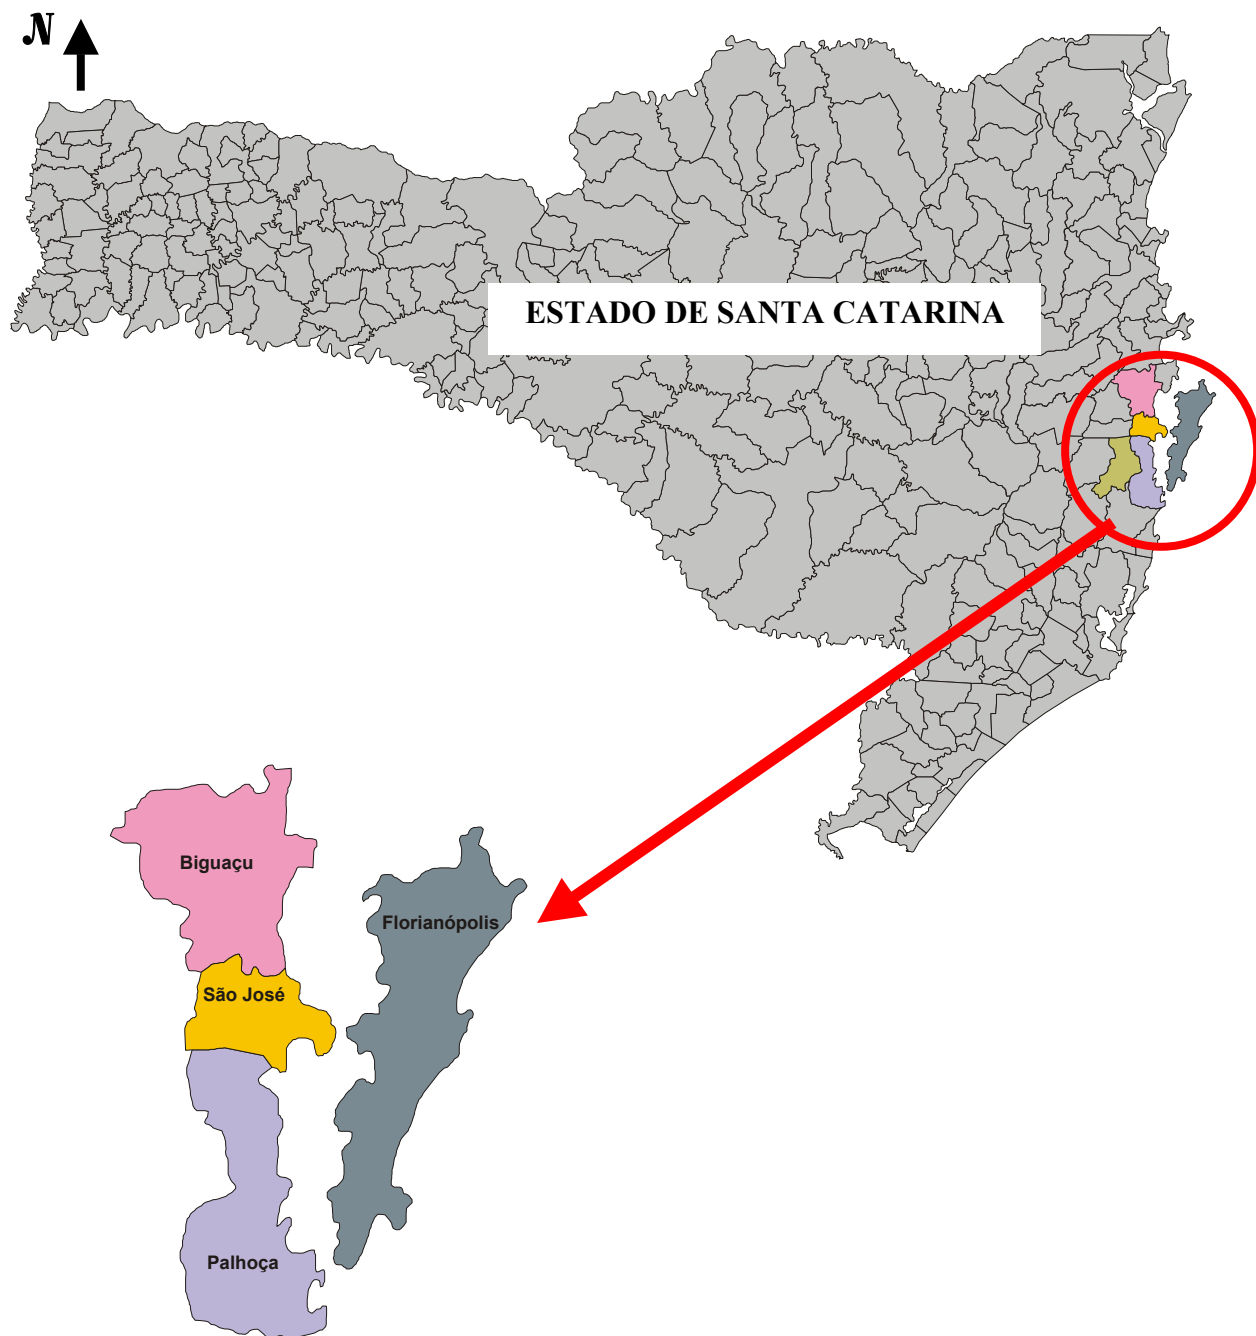 N
ESTADO DE SANTA CATARINA
Biguaçu
Florianópolis
São José
Palhoça